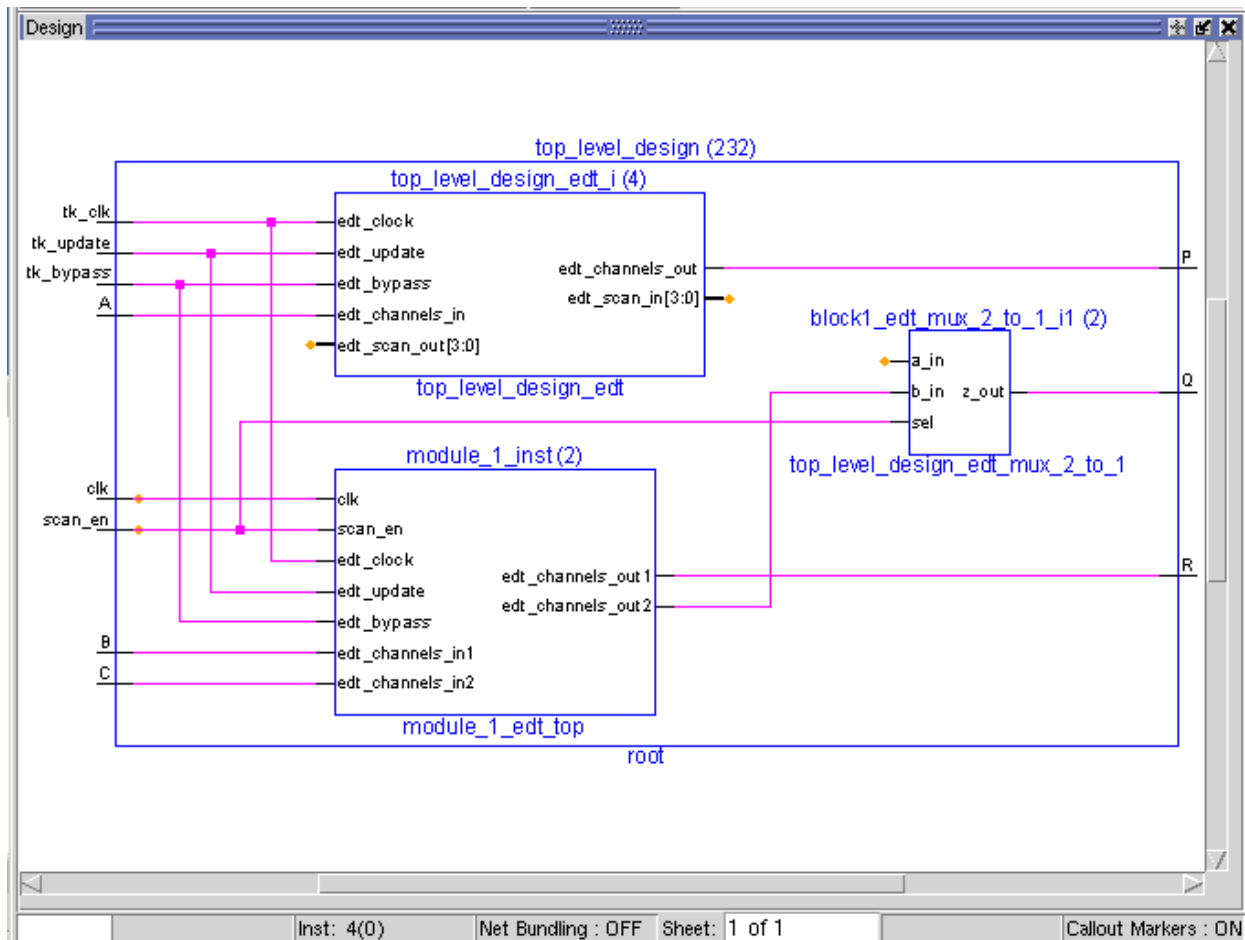 Design
top_level_design (232)
top_level_design_edt_i (4)
tk_clk
edt_clock
tk_update
edt_update
edt_channels_out
P
tk_bypass
edt_bypass
edt_scan_in[3:0]
A
edt_channels_in
edt_scan_out[3:0]
top_level_design_edt
block1_edt_mux_2_to_1_i1 (2)
a_in
b_in z_out
Q
sel
top_level_design_edt_mux_2_to_1
module_1_inst (2)
clk
clk
scan_en
scan_en
edt_clock
edt_channels_out1
R
edt_update
edt_channels_out2
edt_bypass
B
edt_channels_in1
C
edt_channels_in2
module_1_edt_top
root
Inst: 4(0) Net Bundling : OFF Sheet: 1 of 1 Callout Markers : ON